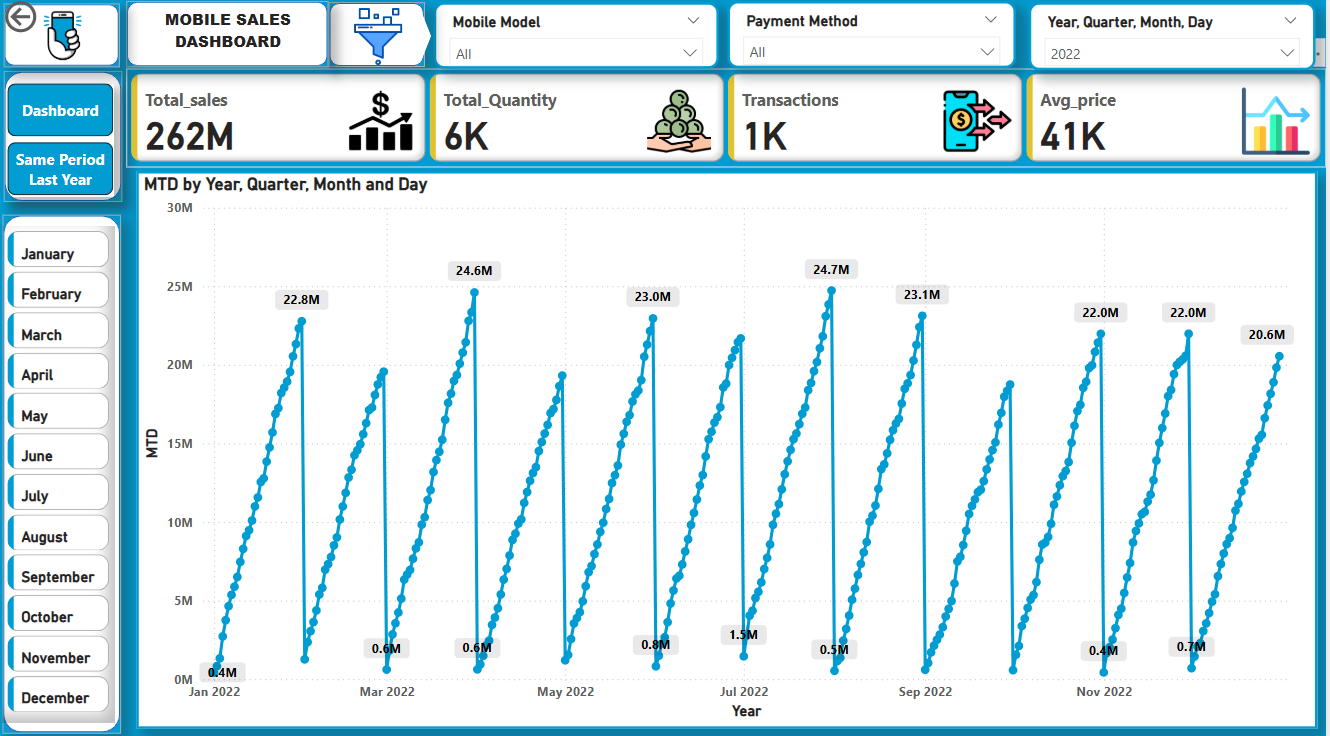 MOBILE SALES
DASHBOARD
Mobile Model
All
Payment Method
All
Year, Quarter, Month, Day
2022
Dashboard
Same Period
Last Year
Total_sales
262M
Total_Quantity
6K
Transactions
1K
Avg_price
41K
January
February
March
April
May
June
July
August
September
October
November
December
MTD by Year, Quarter, Month and Day
30M
25M
20M
15M
10M
5M
0M
MTD
22.8M
24.6M
23.0M
24.7M
23.1M
22.0M
22.0M
20.6M
0.4M
0.6M
0.6M
0.8M
1.5M
0.5M
0.4M
0.7M
Jan 2022
Mar 2022
May 2022
Jul 2022
Sep 2022
Nov 2022
Year